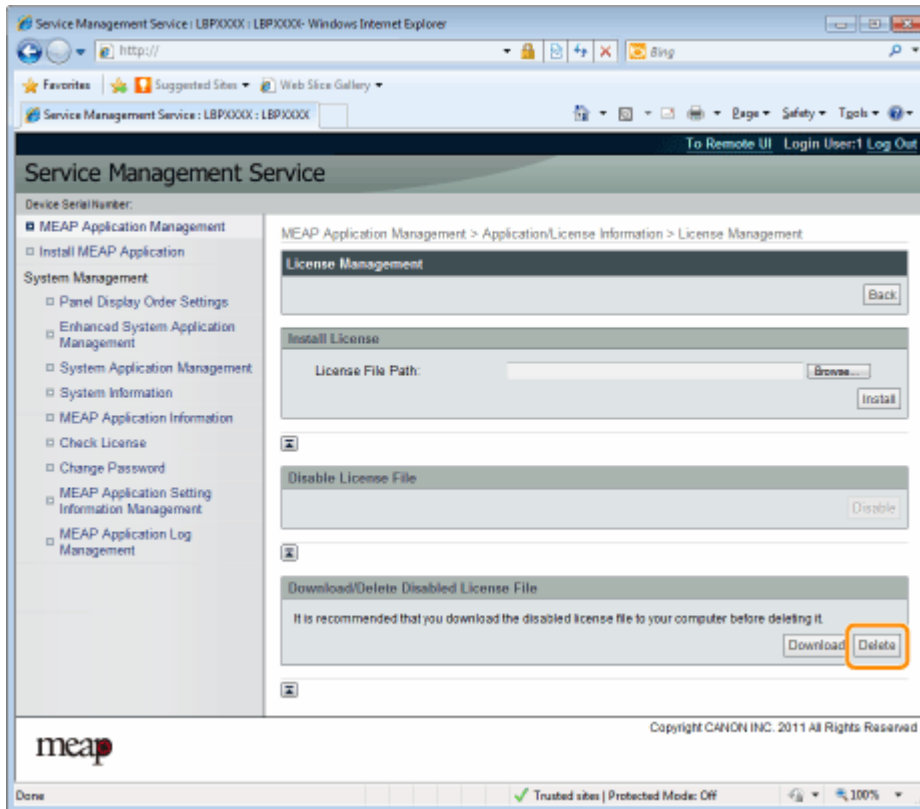 Service Management Service : LBPXXXX : LBPXXXX- Windows Internet Explorer
http://
Bing
Favorites Suggested Sites Web Slice Gallery
Service Management Service : LBPXXXX : LBPXXXX
Page Safety Tools
To Remote UI Login User:1 Log Out
Service Management Service
Device Serial Number:
MEAP Application Management
Install MEAP Application
System Management
Panel Display Order Settings
Enhanced System Application
Management
System Application Management
System Information
MEAP Application Information
Check License
Change Password
MEAP Application Setting
Information Management
MEAP Application Log
Management
MEAP Application Management > Application/License Information > License Management
License Management
Back
Install License
License File Path:
Browse...
Install
Disable License File
Disable
Download/Delete Disabled License File
It is recommended that you download the disabled license file to your computer before deleting it.
Download Delete
Copyright CANON INC. 2011 All Rights Reserved
meap
Done
Trusted sites | Protected Mode: Off
100%